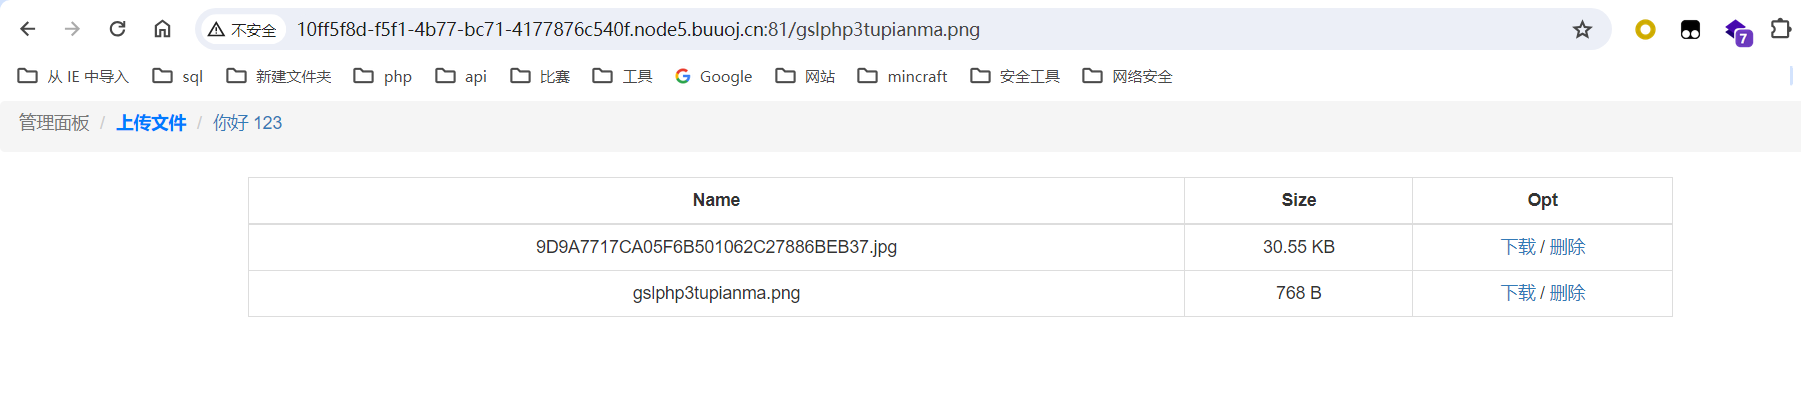 不安全 10ff5f8d-f5f1-4b77-bc71-4177876c540f.node5.buuoj.cn:81/gslphp3tupianma.png 7
从 IE 中导入 sql 新建文件夹 php api 比赛 工具 Google 网站 mincraft 安全工具 网络安全
管理面板 / 上传文件 / 你好 123
Name Size Opt
9D9A7717CA05F6B501062C27886BEB37.jpg 30.55 KB 下载 / 删除
gslphp3tupianma.png 768 B 下载 / 删除